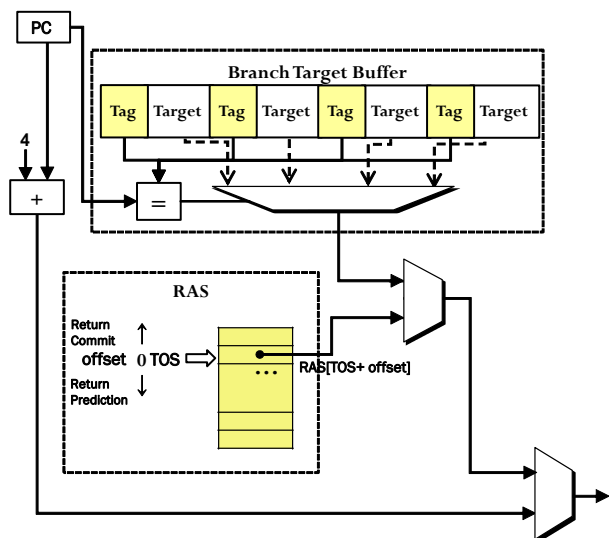 PC
Branch Target Buffer
Tag Target Tag Target Tag Target Tag Target
4
+
=
RAS
Return
Commit
offset 0 TOS
Return
Prediction
...
RAS[TOS+ offset]